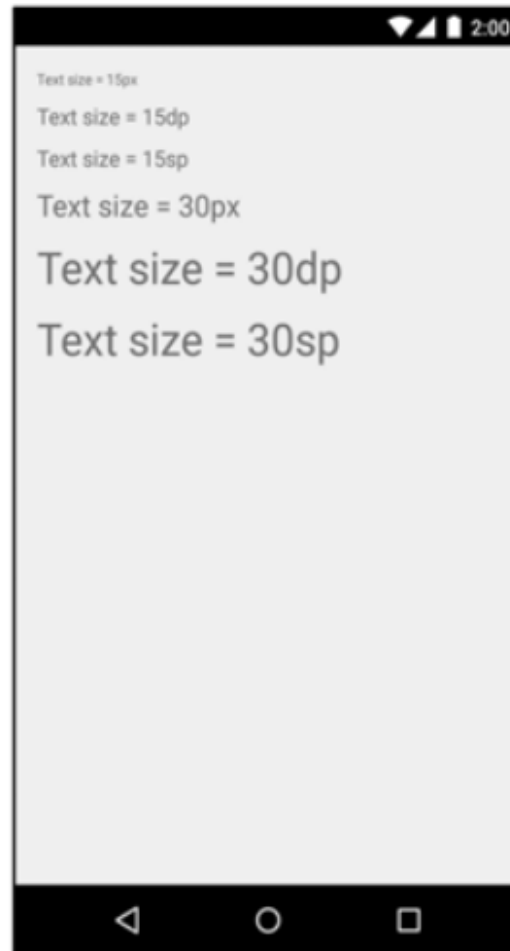 2:00
Text size = 15px
Text size = 15dp
Text size = 15sp
Text size = 30px
Text size = 30dp
Text size = 30sp